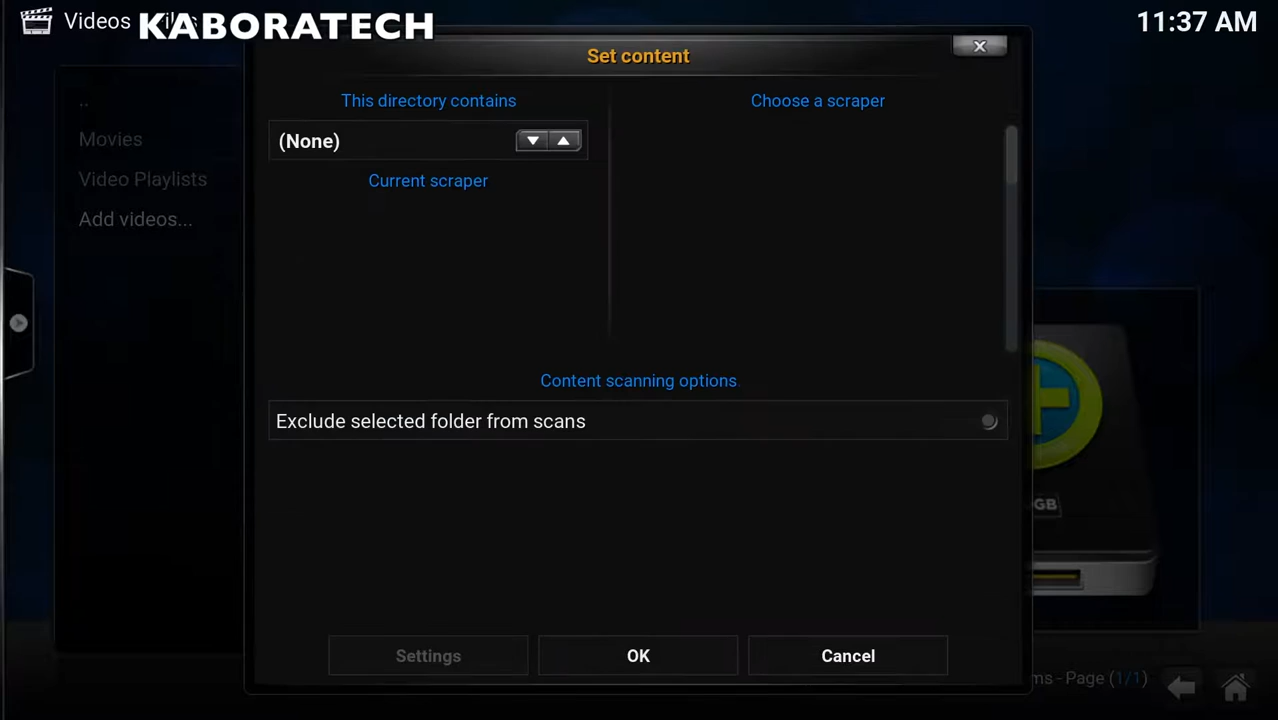 Videos
KABORATECH
11:37 AM
Set content
This directory contains
Choose a scraper
(None)
Current scraper
..
Movies
Video Playlists
Add videos...
Content scanning options
Exclude selected folder from scans
GB
Settings
OK
Cancel
ms - Page (1/1)